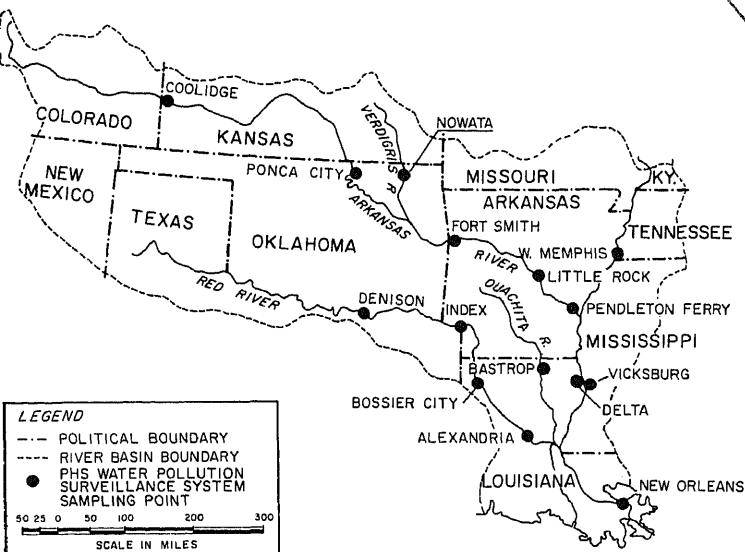 COOLIDGE
COLORADO
KANSAS
VERDIGRIS R.
NOWATA
NEW
MEXICO
PONCA CITY
MISSOURI
KY.
ARKANSAS
TEXAS
ARKANSAS
RIVER
OKLAHOMA
FORT SMITH
TENNESSEE
W. MEMPHIS
LITTLE ROCK
RED RIVER
OUACHITA R.
DENISON
INDEX
PENDLETON FERRY
MISSISSIPPI
BASTROP
VICKSBURG
BOSSIER CITY
DELTA
ALEXANDRIA
LOUISIANA
NEW ORLEANS
LEGEND
POLITICAL BOUNDARY
RIVER BASIN BOUNDARY
PHS WATER POLLUTION
SURVEILLANCE SYSTEM
SAMPLING POINT
50 25 0 50 100 200 300
SCALE IN MILES